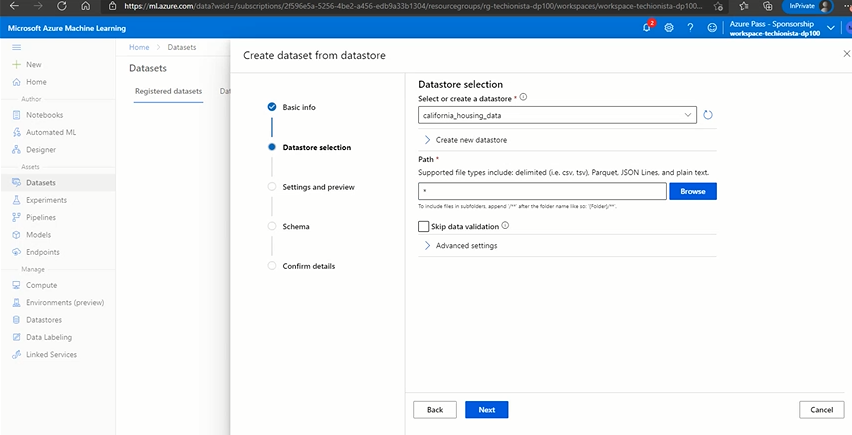 https://ml.azure.com/data?wsid=/subscriptions/2f596e5a-5256-4be2-a456-edb9a33b1304/resourcegroups/rg-techionista-dp100/workspaces/workspace-techionista-dp100...
InPrivate
Microsoft Azure Machine Learning
2
Azure Pass - Sponsorship
workspace-techionista-dp100
New
Home
Author
Notebooks
Automated ML
Designer
Assets
Datasets
Experiments
Pipelines
Models
Endpoints
Manage
Compute
Environments (preview)
Datastores
Data Labeling
Linked Services
Home > Datasets
Datasets
Registered datasets
Dat
Create dataset from datastore
Basic info
Datastore selection
Settings and preview
Schema
Confirm details
Datastore selection
Select or create a datastore *
california_housing_data
Create new datastore
Path *
Supported file types include: delimited (i.e. csv, tsv), Parquet, JSON Lines, and plain text.
*
Browse
To include files in subfolders, append '/**' after the folder name like so: '{Folder}/**'.
Skip data validation
Advanced settings
Back
Next
Cancel